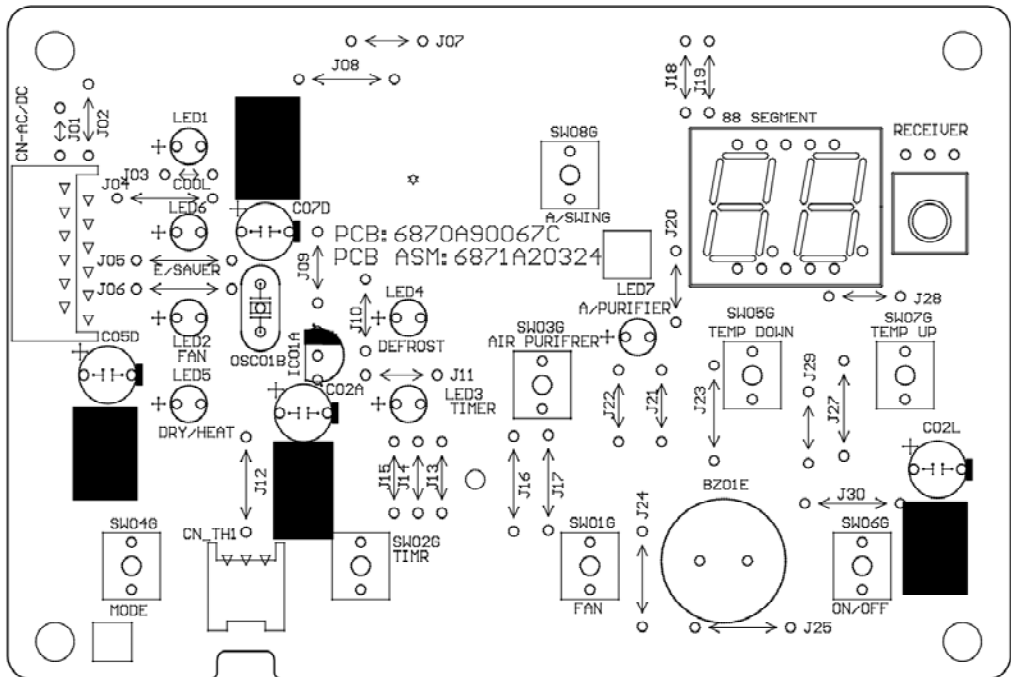 J07
J08
J18
J19
CN-AC/DC
J01
J02
LED1
88 SEGMENT
RECEIVER
SW08G
J03
COOL
J04
LED6
C07D
A/SWING
PCB:6870A90067C
J20
J05
E/SAVER
J09
PCB ASM:6871A20324
J06
LED7
A/PURIFIER
J28
J10
LED4
SW05G
TEMP DOWN
SW07G
TEMP UP
C05D
LED2
FAN
OSC01B
IC01A
DEFROST
SW03G
AIR PURIFRER
LED5
C02A
J11
LED3
TIMER
J22
J21
J23
J29
J27
DRY/HEAT
C02L
J12
J15
J14
J13
J16
J17
BZ01E
J24
J30
SW04G
CN_TH1
SW02G
TIMR
SW01G
SW06G
MODE
FAN
ON/OFF
J25